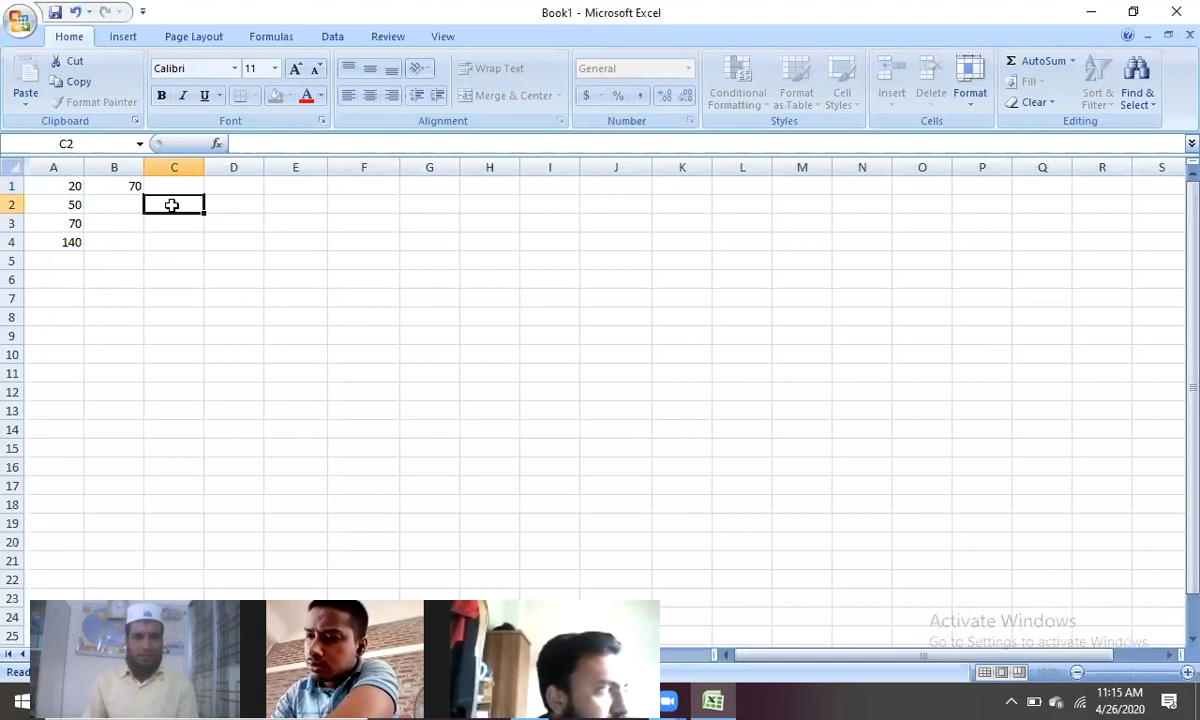 Book1 - Microsoft Excel
Home Insert Page Layout Formulas Data Review View
Cut
Copy
Format Painter
Paste
Clipboard
Calibri 11
B I U
Font
Wrap Text
Merge & Center
Alignment
General
$ % ,
Number
Conditional Formatting
Format as Table
Cell Styles
Styles
Insert Delete Format
Cells
Σ AutoSum
Fill
Clear
Sort & Filter
Find & Select
Editing
C2 fx
A B C D E F G H I J K L M N O P Q R S
1 20 70
2 50
3 70
4 140
5
6
7
8
9
10
11
12
13
14
15
16
17
18
19
20
21
22
23
24
25
Activate Windows
Go to Settings to activate Windows.
Read
11:15 AM
4/26/2020